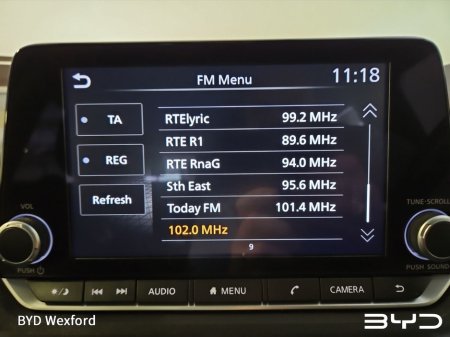 FM Menu 11:18
TA
REG
Refresh
RTElyric 99.2 MHz
RTE R1 89.6 MHz
RTE RnaG 94.0 MHz
Sth East 95.6 MHz
Today FM 101.4 MHz
102.0 MHz
9
VOL
PUSH
TUNE-SCROLL
PUSH SOUND
AUDIO
MENU
CAMERA
BYD Wexford
BYD